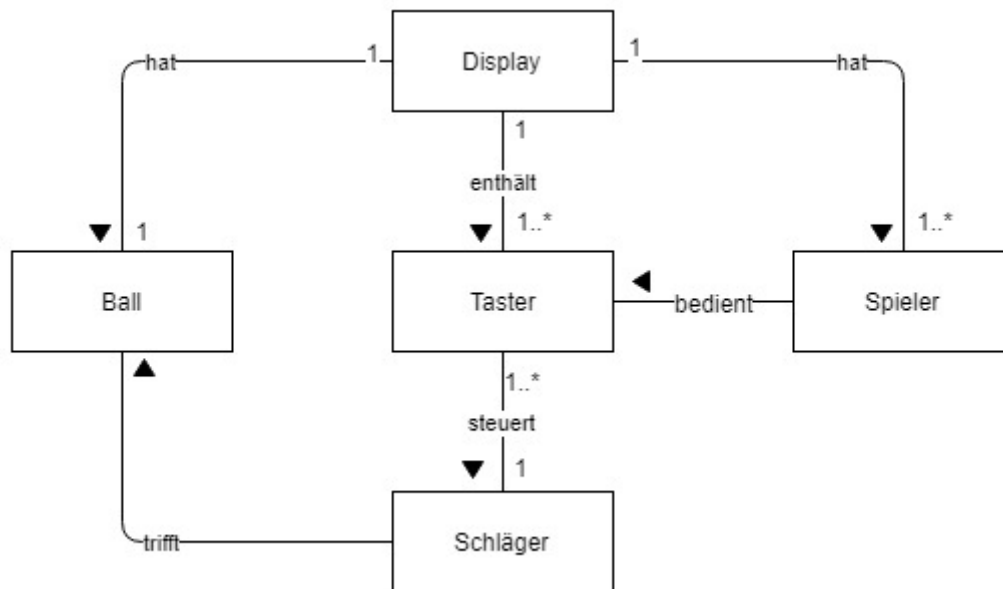 hat
1
Display
1
hat
1
enthält
1
1..*
1..*
Ball
Taster
bedient
Spieler
1..*
steuert
1
trifft
Schläger